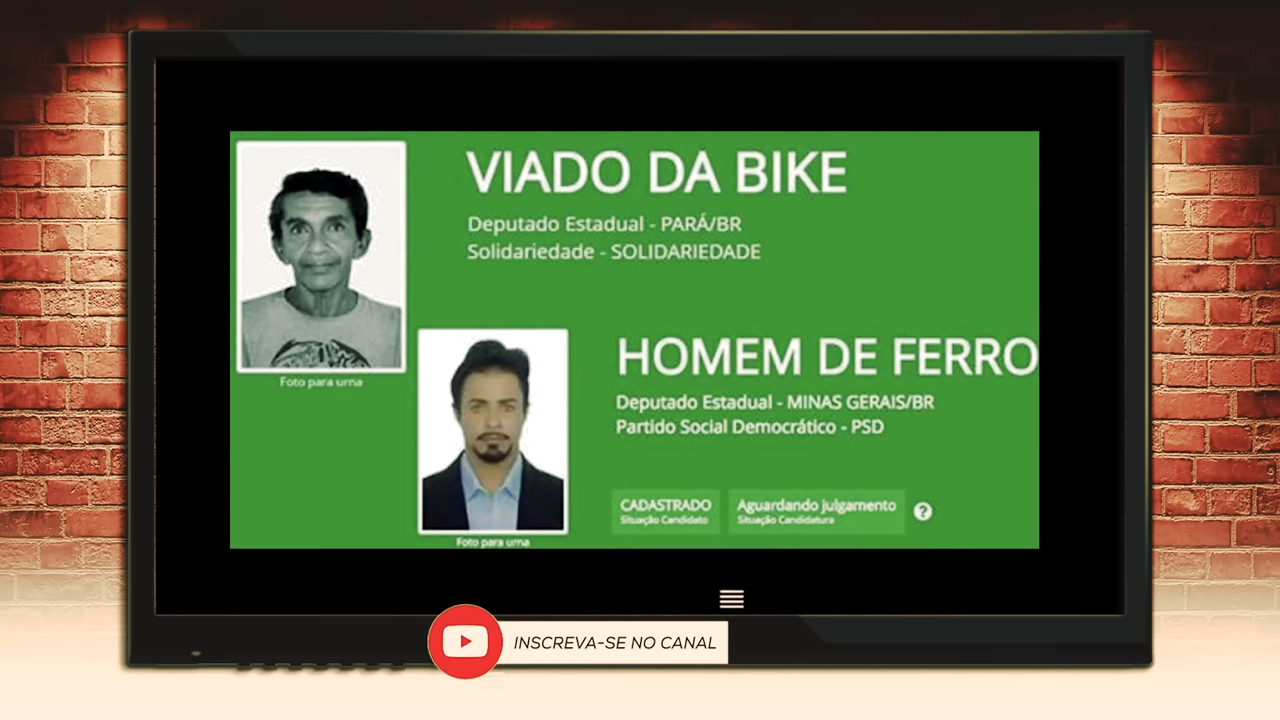 VIADO DA BIKE
Deputado Estadual - PARÁ/BR
Solidariedade - SOLIDARIEDADE
Foto para urna
HOMEM DE FERRO
Deputado Estadual - MINAS GERAIS/BR
Partido Social Democrático - PSD
CADASTRADO Aguardando julgamento ?
Situação Candidato Situação Candidatura
Foto para urna
INSCREVA-SE NO CANAL